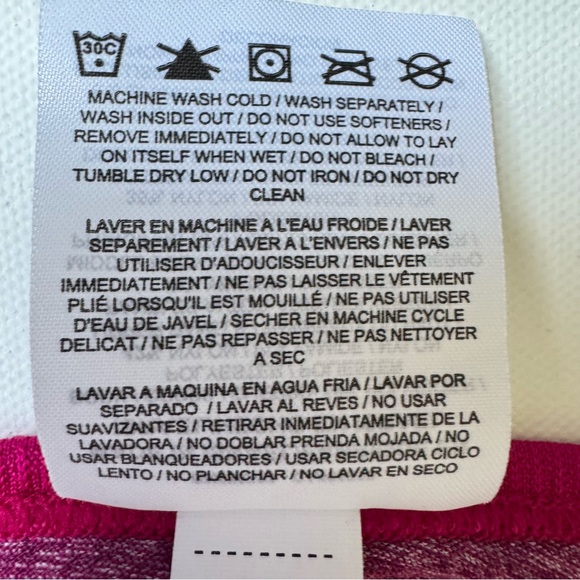 30C
MACHINE WASH COLD / WASH SEPARATELY /
WASH INSIDE OUT / DO NOT USE SOFTENERS /
REMOVE IMMEDIATELY / DO NOT ALLOW TO LAY
ON ITSELF WHEN WET / DO NOT BLEACH /
TUMBLE DRY LOW / DO NOT IRON / DO NOT DRY
CLEAN
LAVER EN MACHINE A L'EAU FROIDE / LAVER
SEPAREMENT / LAVER A L'ENVERS / NE PAS
UTILISER D'ADOUCISSEUR / ENLEVER
IMMEDIATEMENT / NE PAS LAISSER LE VÊTEMENT
PLIÉ LORSQU'IL EST MOUILLÉ / NE PAS UTILISER
D'EAU DE JAVEL / SECHER EN MACHINE CYCLE
DELICAT / NE PAS REPASSER / NE PAS NETTOYER
A SEC
LAVAR A MAQUINA EN AGUA FRIA / LAVAR POR
SEPARADO / LAVAR AL REVES / NO USAR
SUAVIZANTES / RETIRAR INMEDIATAMENTE DE LA
LAVADORA / NO DOBLAR PRENDA MOJADA / NO
USAR BLANQUEADORES / USAR SECADORA CICLO
LENTO / NO PLANCHAR / NO LAVAR EN SECO